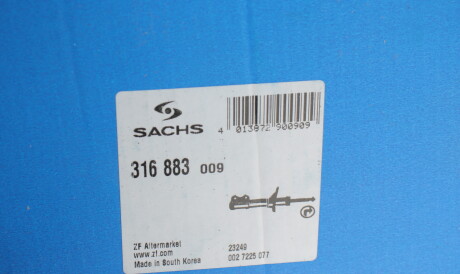 SACHS
4 013872 900909
316 883 009
ZF Aftermarket
www.zf.com
Made in South Korea
23249
002 7225 077